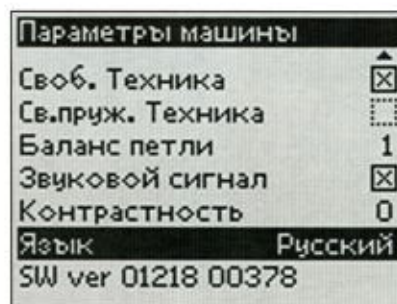 Параметры машины
Своб. Техника
Св.пруж. Техника
Баланс петли 1
Звуковой сигнал
Контрастность 0
Язык Русский
SW ver 01218 00378